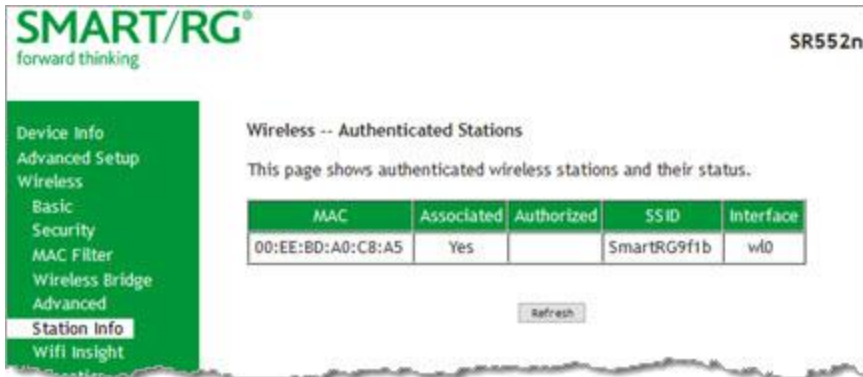 SMART/RG®
forward thinking
SR552n
Device Info
Advanced Setup
Wireless
Basic
Security
MAC Filter
Wireless Bridge
Advanced
Station Info
Wifi Insight
Wireless -- Authenticated Stations
This page shows authenticated wireless stations and their status.
MAC Associated Authorized SSID Interface
00:EE:BD:A0:C8:A5 Yes SmartRG9f1b wl0
Refresh